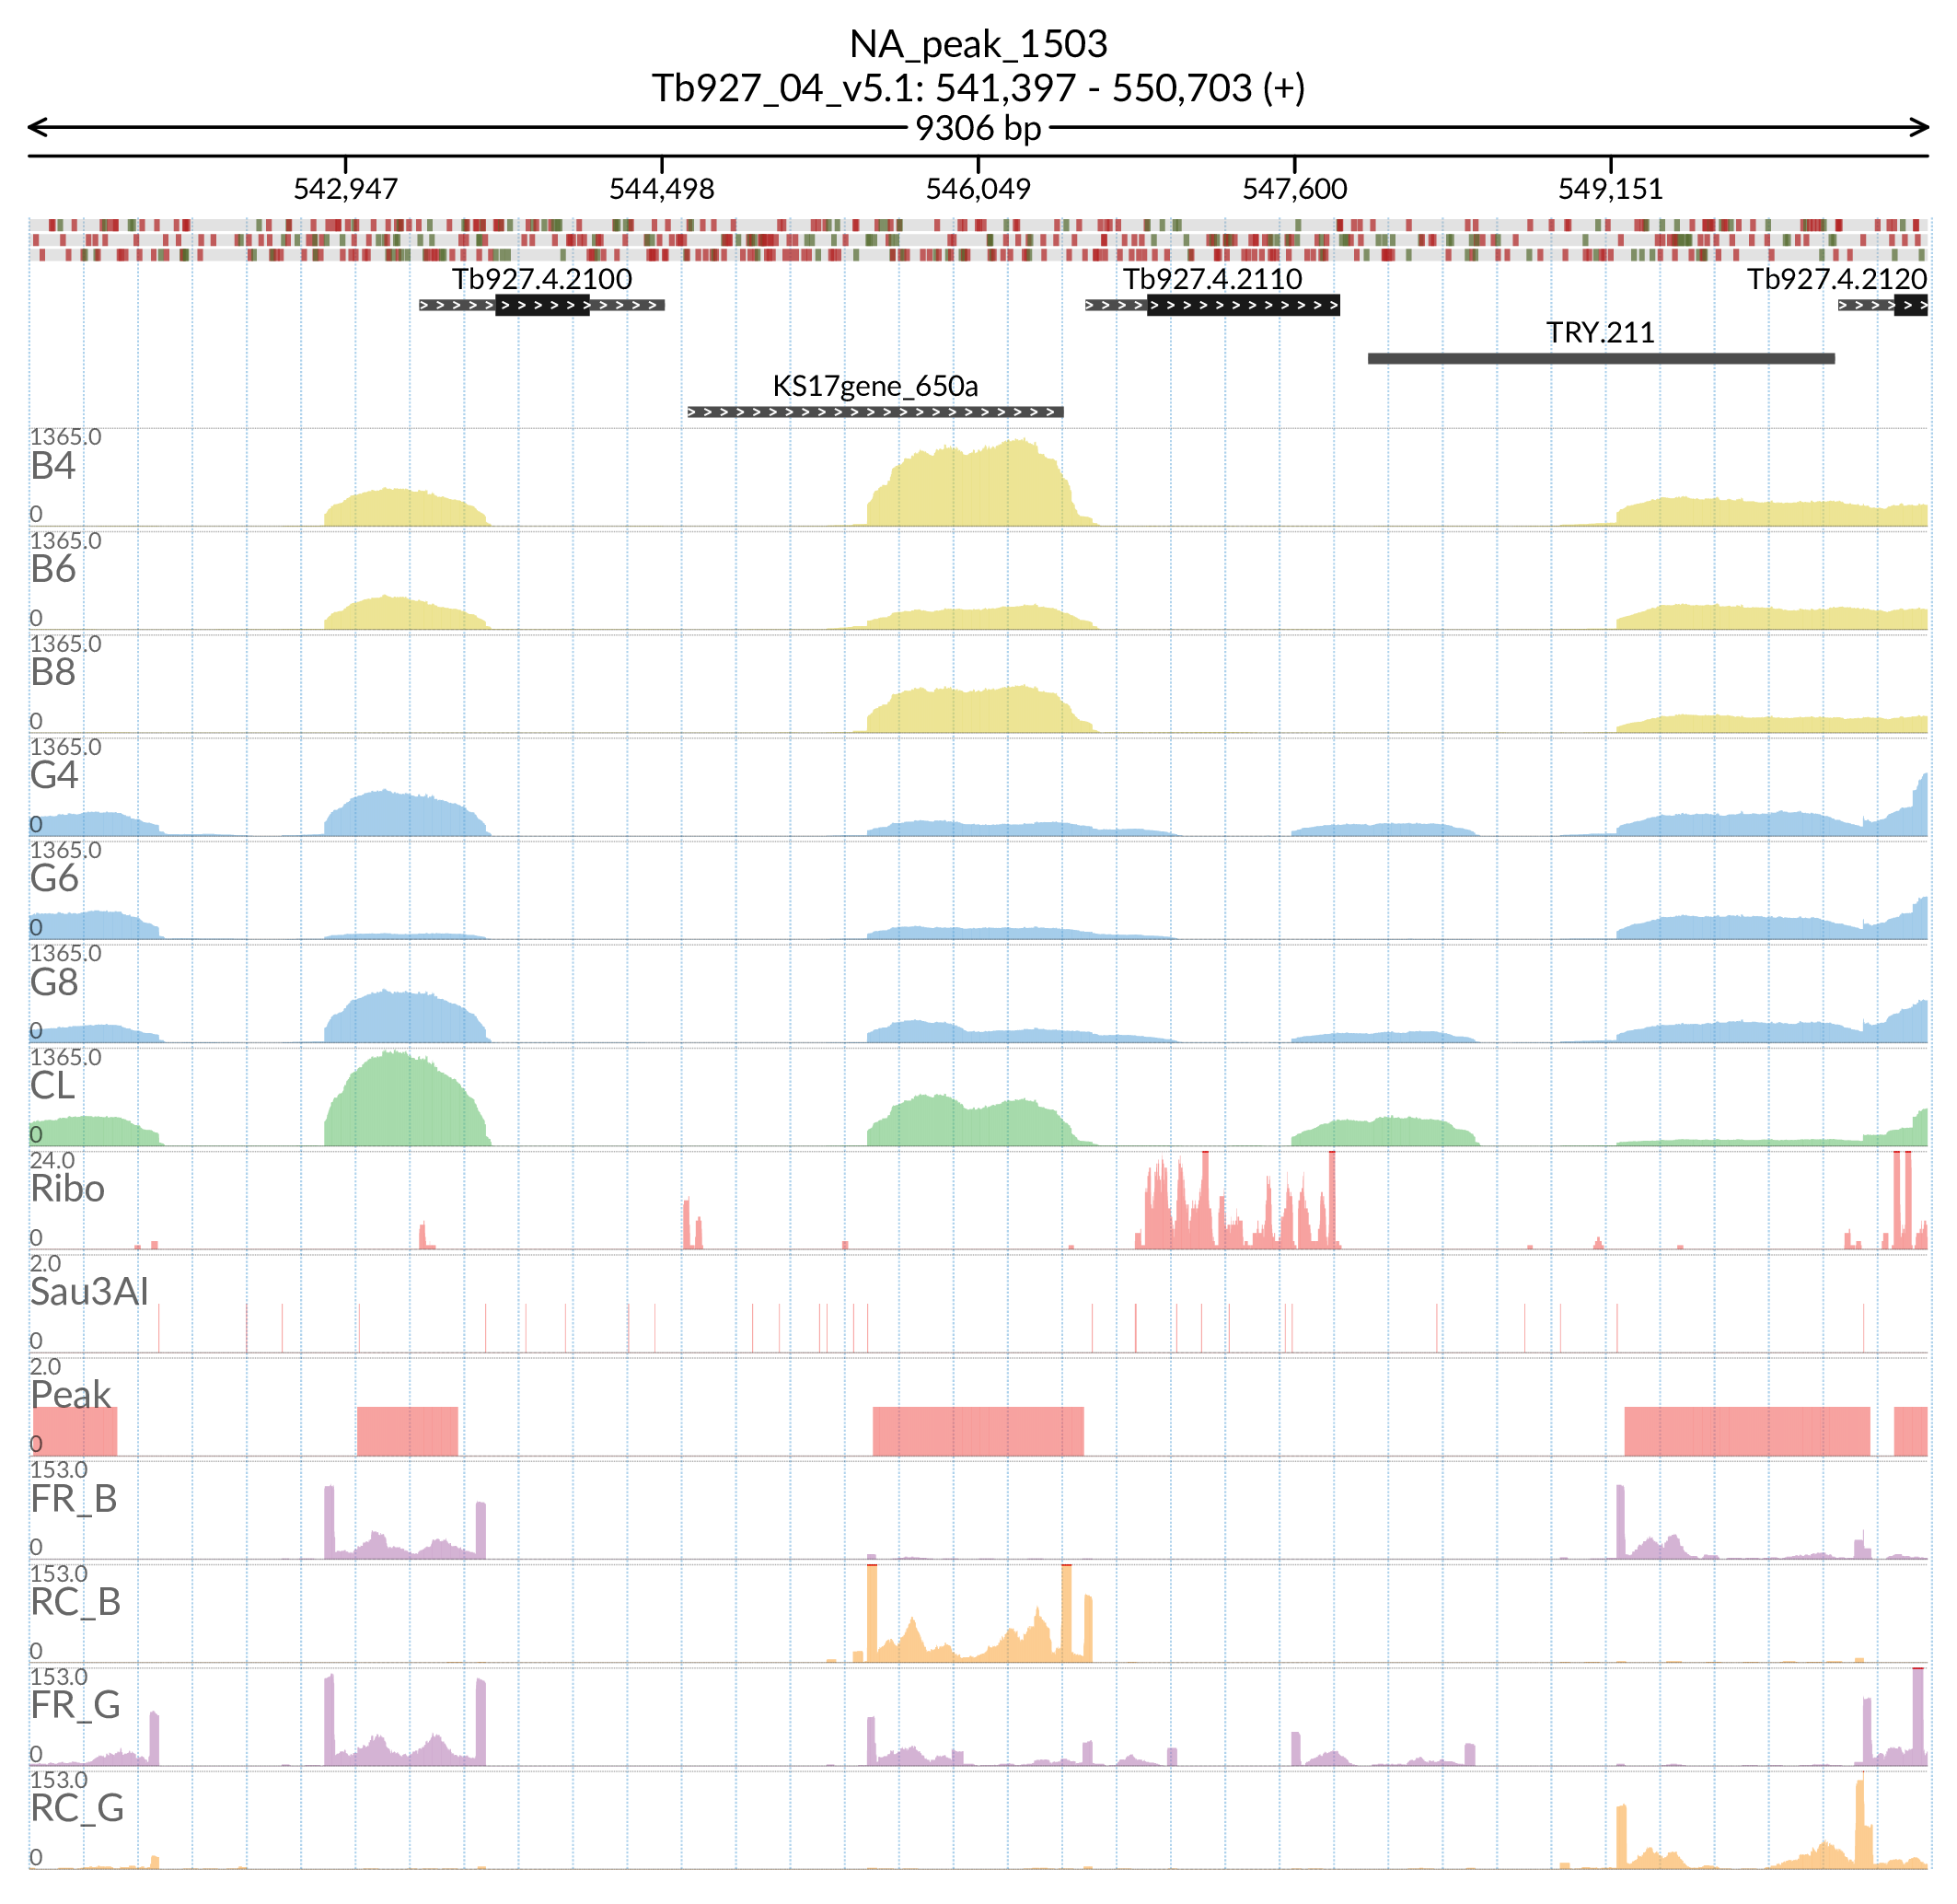 NA_peak_1503
Tb927_04_v5.1: 541,397 - 550,703 (+)
9306 bp
542,947 544,498 546,049 547,600 549,151
Tb927.4.2100 Tb927.4.2110 Tb927.4.2120
TRY.211
KS17gene_650a
1365.0
B4
0
1365.0
B6
0
1365.0
B8
0
1365.0
G4
0
1365.0
G6
0
1365.0
G8
0
1365.0
CL
0
24.0
Ribo
0
2.0
Sau3AI
0
2.0
Peak
0
153.0
FR_B
0
153.0
RC_B
0
153.0
FR_G
0
153.0
RC_G
0